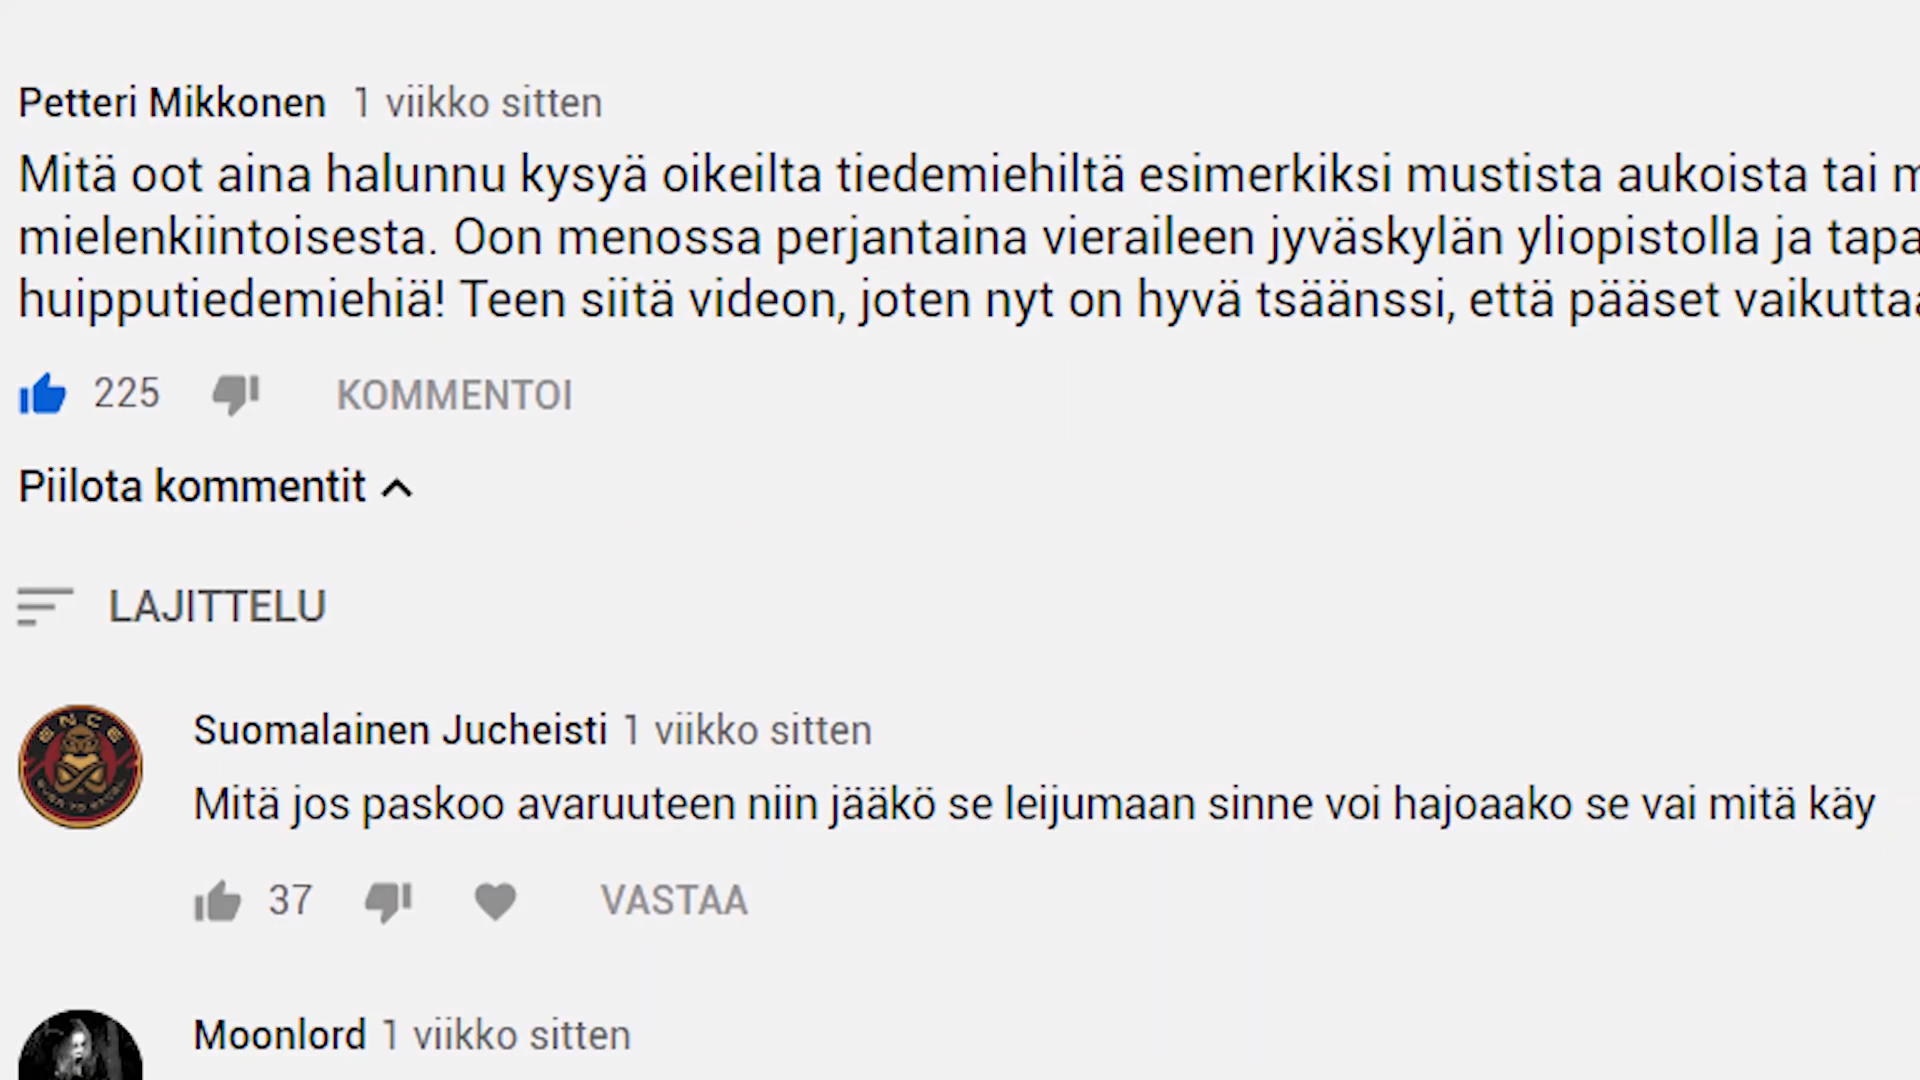 Petteri Mikkonen 1 viikko sitten
Mitä oot aina halunnu kysyä oikeilta tiedemiehiltä esimerkiksi mustista aukoista tai
mielenkiintoisesta. Oon menossa perjantaina vieraileen jyväskylän yliopistolla ja
huipputiedemiehiä! Teen siitä videon, joten nyt on hyvä tsäänssi, että pääset
225 KOMMENTOI
Piilota kommentit
LAJITTELU
ENCE
Suomalainen Jucheisti 1 viikko sitten
Mitä jos paskoo avaruuteen niin jääkö se leijumaan sinne voi hajoaako se vai mitä käy
37 VASTAA
Moonlord 1 viikko sitten